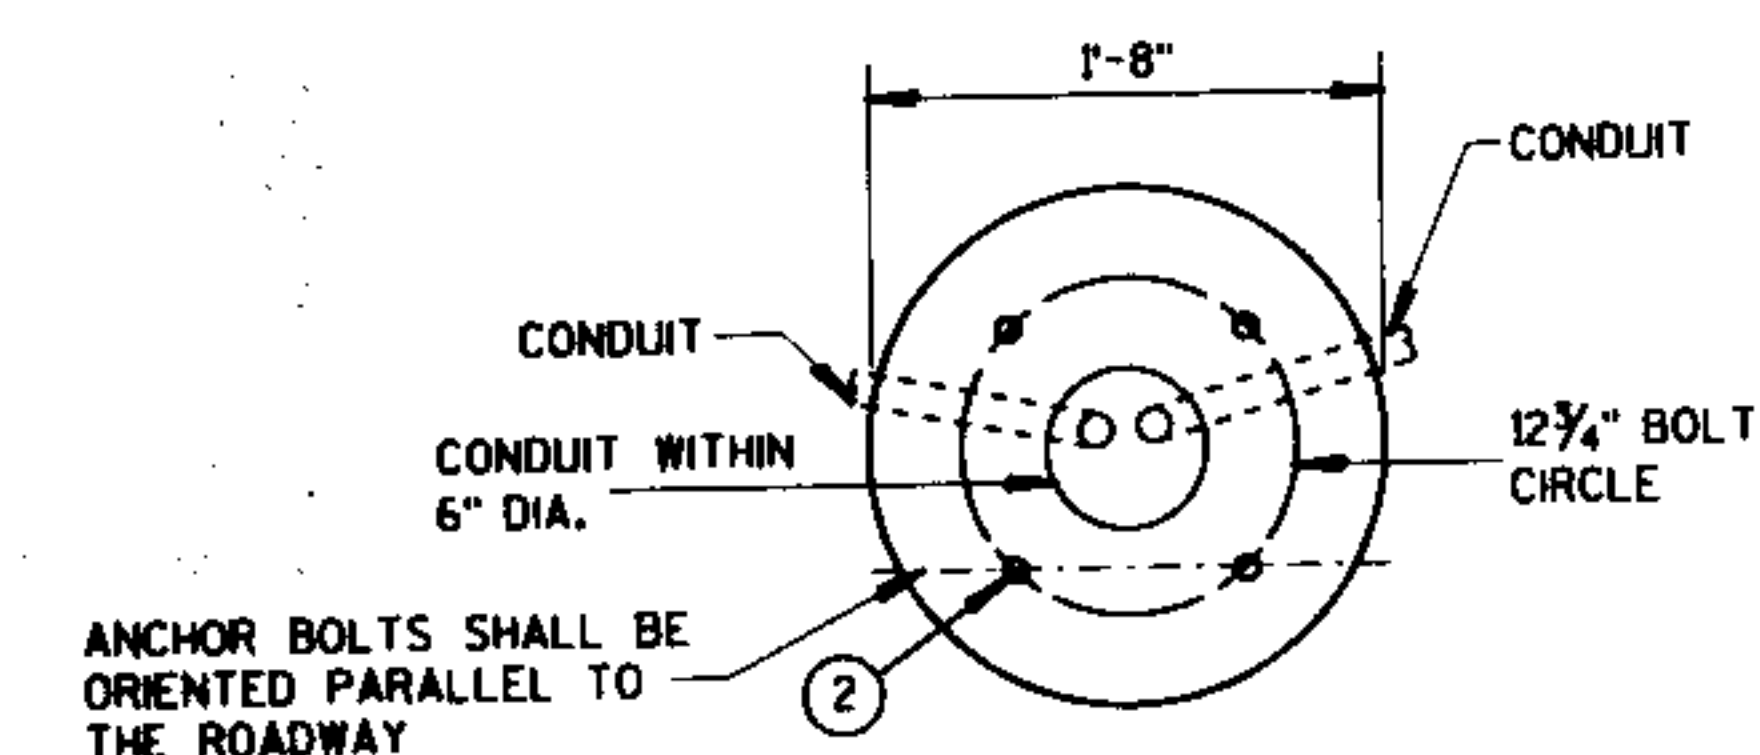 1'-8"
CONDUIT
CONDUIT
CONDUIT WITHIN
6" DIA.
12¾" BOLT
CIRCLE
ANCHOR BOLTS SHALL BE
ORIENTED PARALLEL TO
THE ROADWAY
2